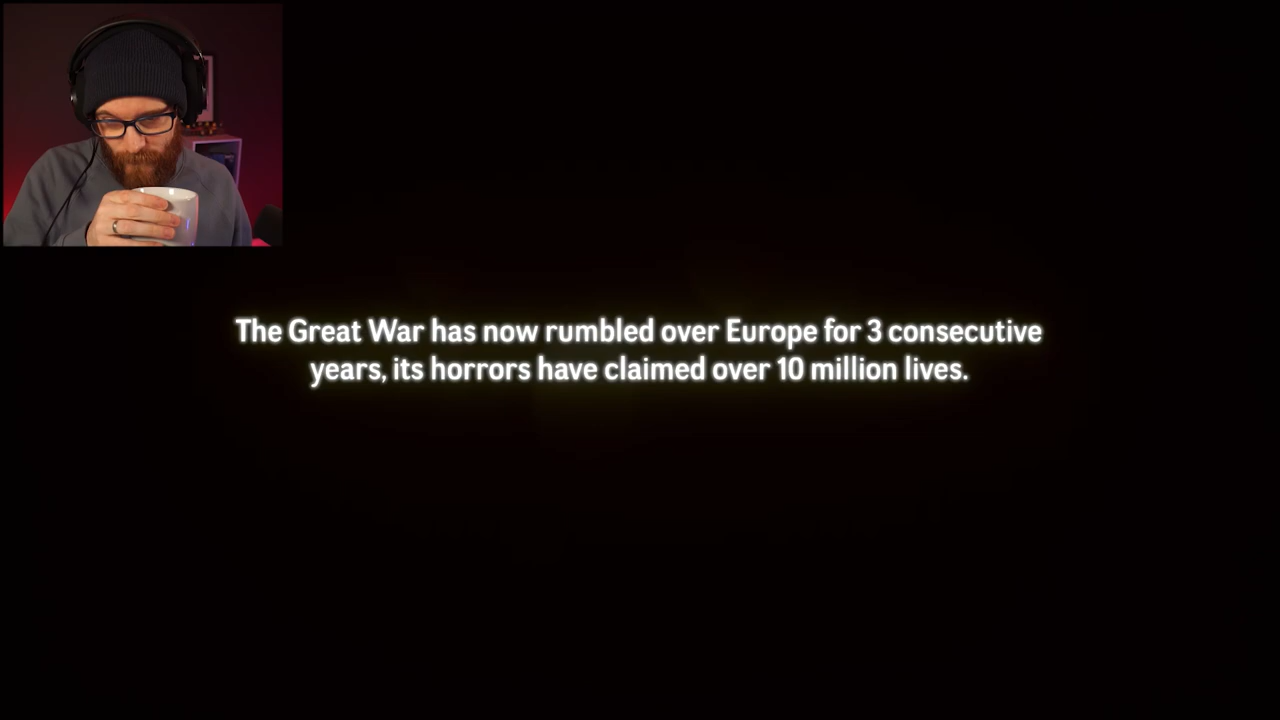 The Great War has now rumbled over Europe for 3 consecutive
years, its horrors have claimed over 10 million lives.